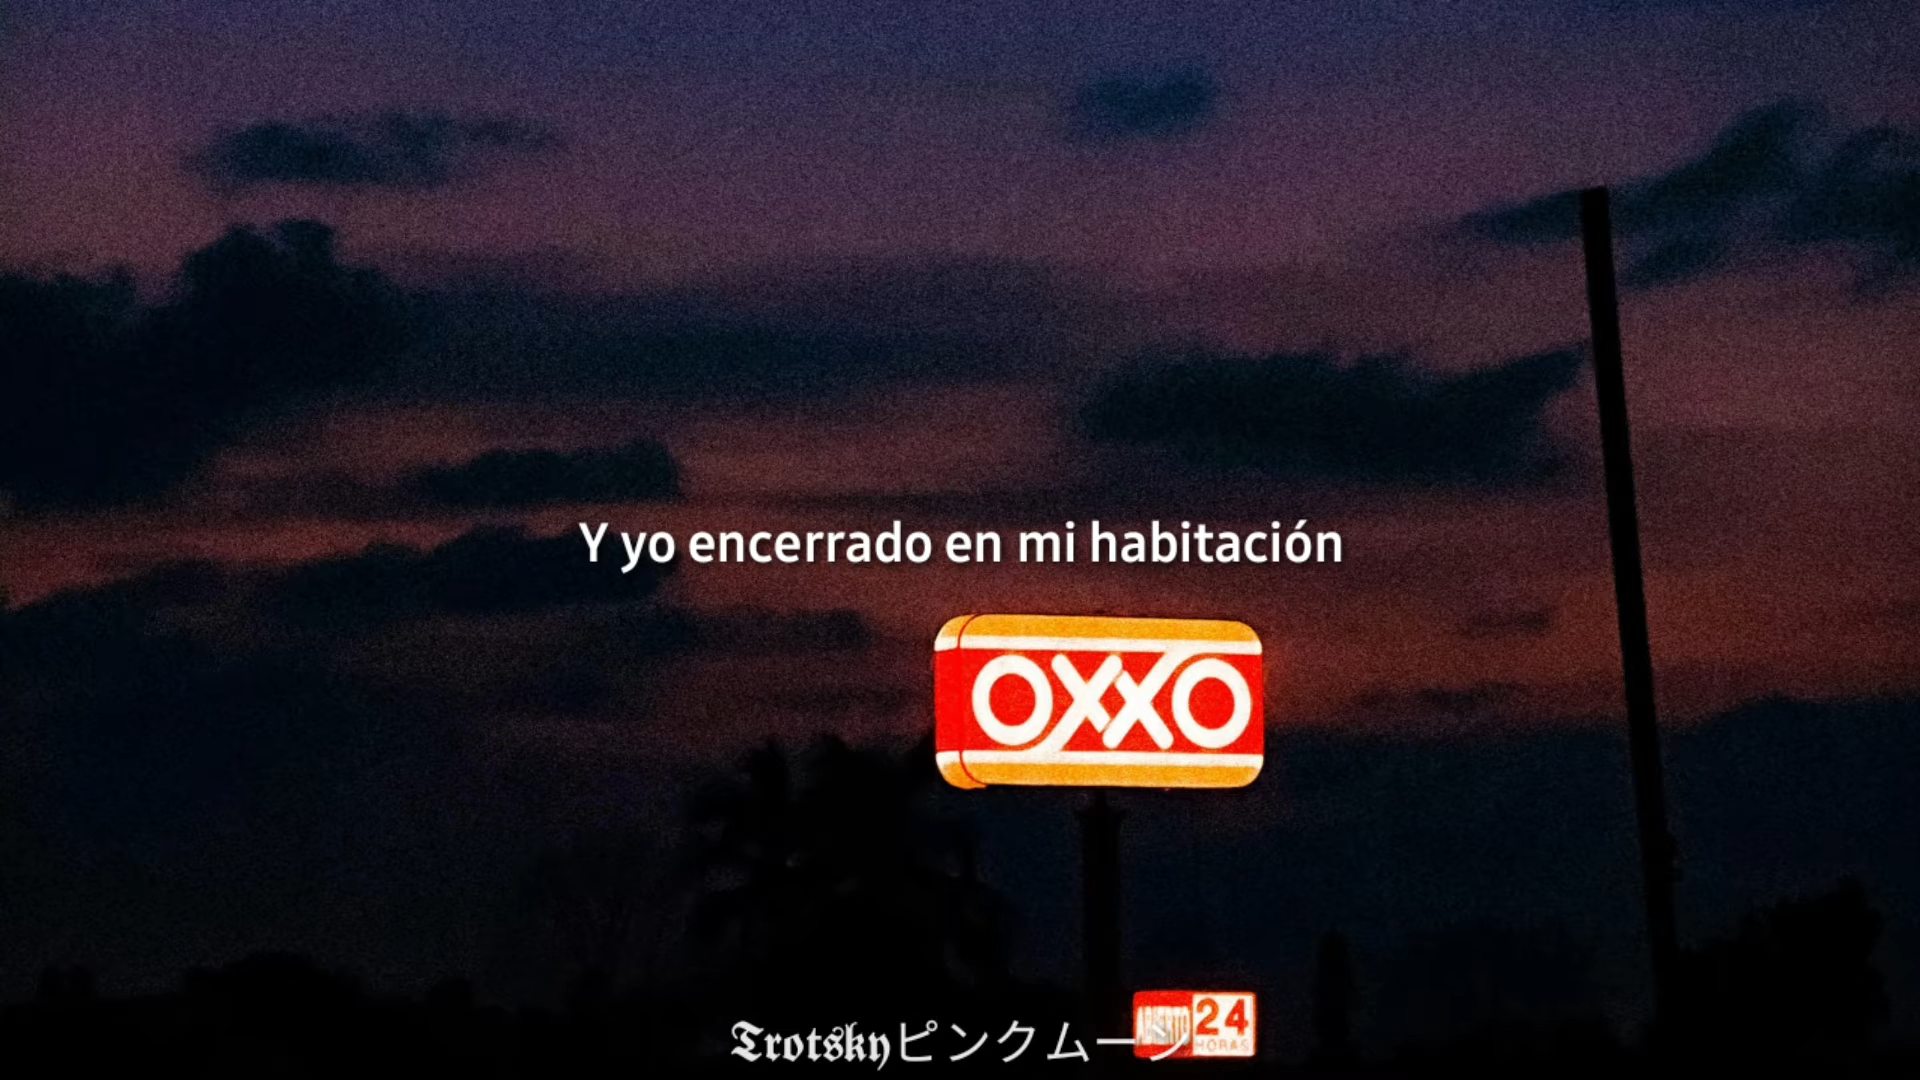 Y yo encerrado en mi habitación
OXXO
ABIERTO 24
HORAS
Trotskyピンクムーン